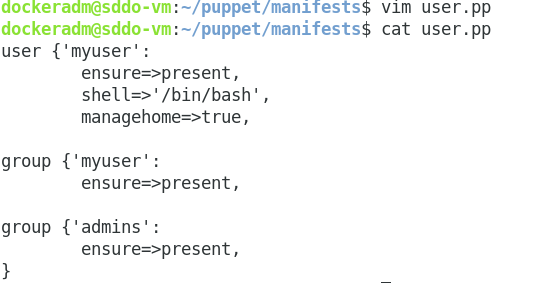 dockeradm@sddo-vm:~/puppet/manifests$ vim user.pp
dockeradm@sddo-vm:~/puppet/manifests$ cat user.pp
user {'myuser':
        ensure=>present,
        shell=>'/bin/bash',
        managehome=>true,

group {'myuser':
        ensure=>present,

group {'admins':
        ensure=>present,
}